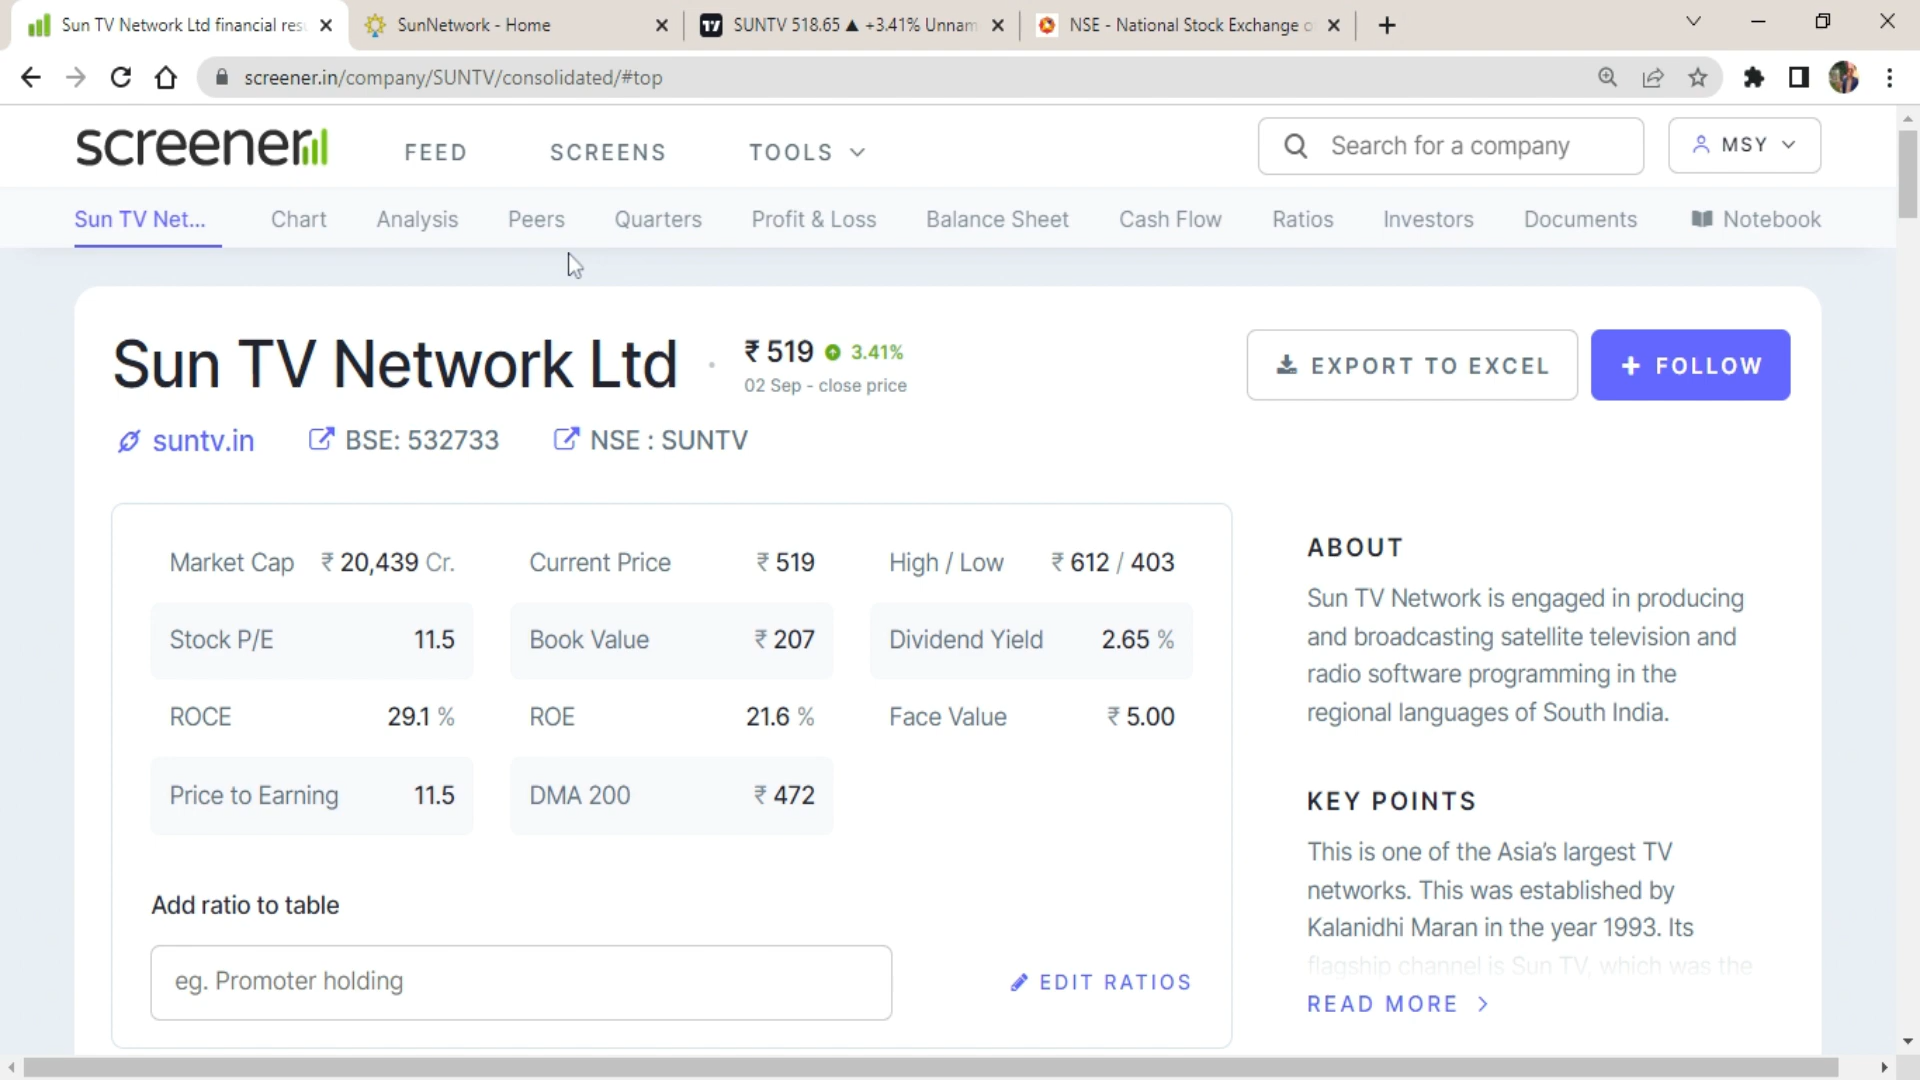 Sun TV Network Ltd financial res
SunNetwork - Home
SUNTV 518.65 ▲ +3.41% Unnam
NSE - National Stock Exchange o
screener.in/company/SUNTV/consolidated/#top
screener
FEED
SCREENS
TOOLS
Search for a company
MSY
Sun TV Net...
Chart
Analysis
Peers
Quarters
Profit & Loss
Balance Sheet
Cash Flow
Ratios
Investors
Documents
Notebook
Sun TV Network Ltd
₹ 519 3.41%
02 Sep - close price
EXPORT TO EXCEL
+ FOLLOW
suntv.in
BSE: 532733
NSE : SUNTV
Market Cap ₹ 20,439 Cr.
Current Price ₹ 519
High / Low ₹ 612 / 403
Stock P/E 11.5
Book Value ₹ 207
Dividend Yield 2.65 %
ROCE 29.1 %
ROE 21.6 %
Face Value ₹ 5.00
Price to Earning 11.5
DMA 200 ₹ 472
Add ratio to table
eg. Promoter holding
EDIT RATIOS
ABOUT
Sun TV Network is engaged in producing
and broadcasting satellite television and
radio software programming in the
regional languages of South India.
KEY POINTS
This is one of the Asia's largest TV
networks. This was established by
Kalanidhi Maran in the year 1993. Its
flagship channel is Sun TV, which was the
READ MORE >